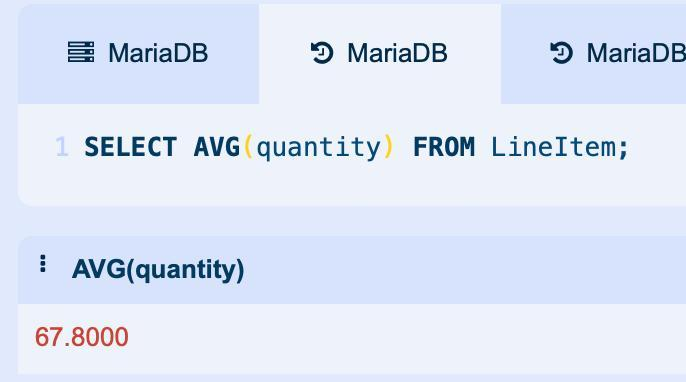 MariaDB MariaDB MariaDB
1 SELECT AVG(quantity) FROM LineItem;
AVG(quantity)
67.8000